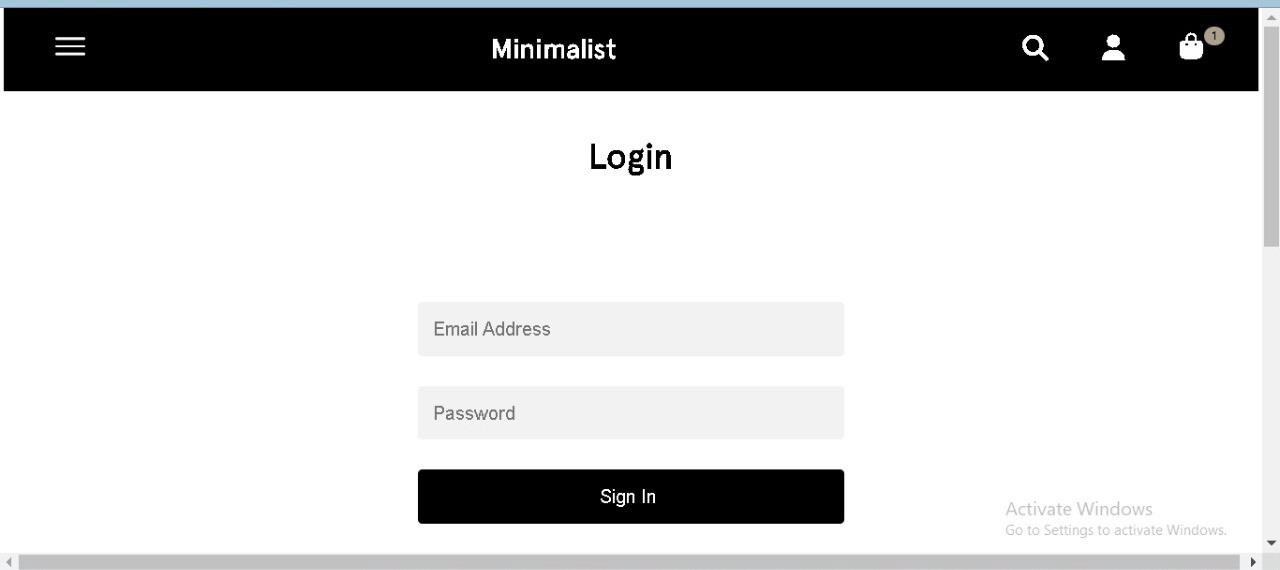 Minimalist
1
Login
Email Address
Password
Sign In
Activate Windows
Go to Settings to activate Windows.